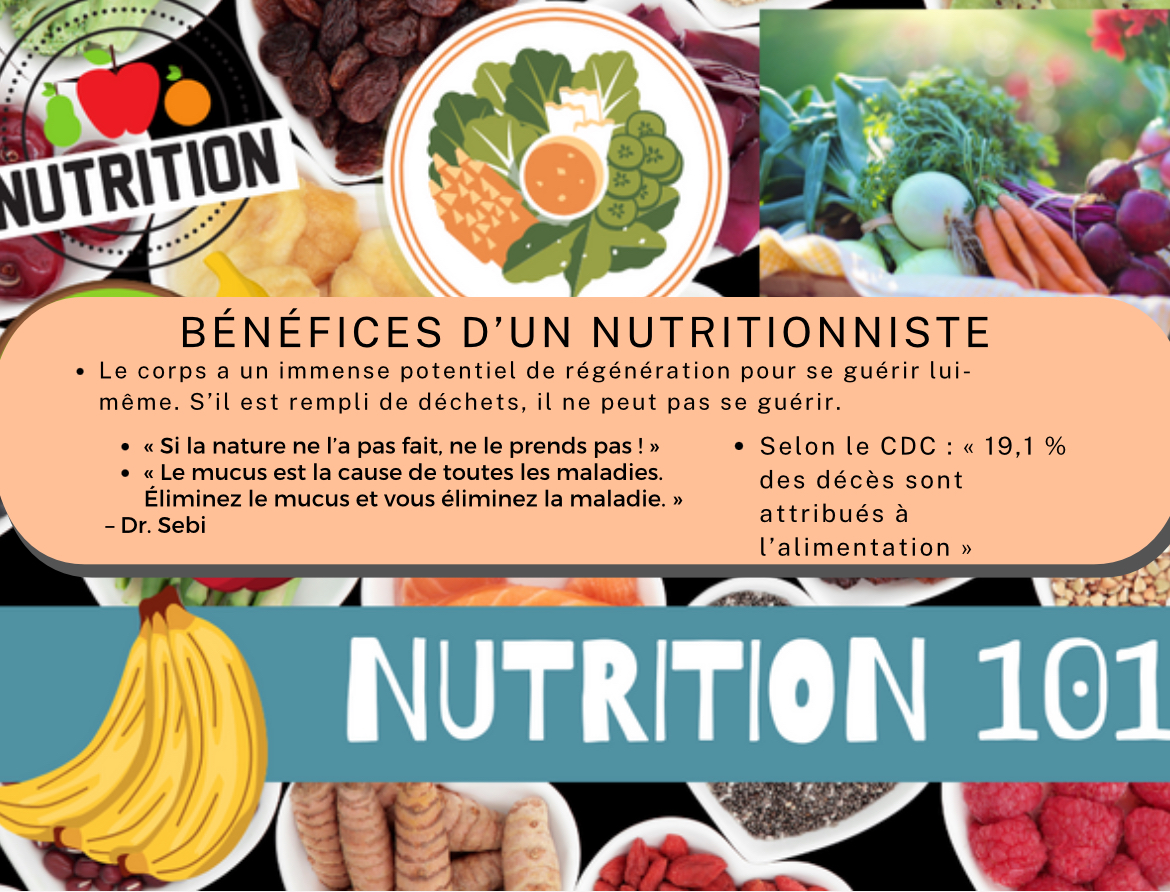 NUTRITION
BÉNÉFICES D’UN NUTRITIONNISTE
• Le corps a un immense potentiel de régénération pour se guérir lui-
même. S’il est rempli de déchets, il ne peut pas se guérir.
• « Si la nature ne l’a pas fait, ne le prends pas ! »
• « Le mucus est la cause de toutes les maladies.
Éliminez le mucus et vous éliminez la maladie. »
– Dr. Sebi
• Selon le CDC : « 19,1 %
des décès sont
attribués à
l’alimentation »
NUTRITION 101